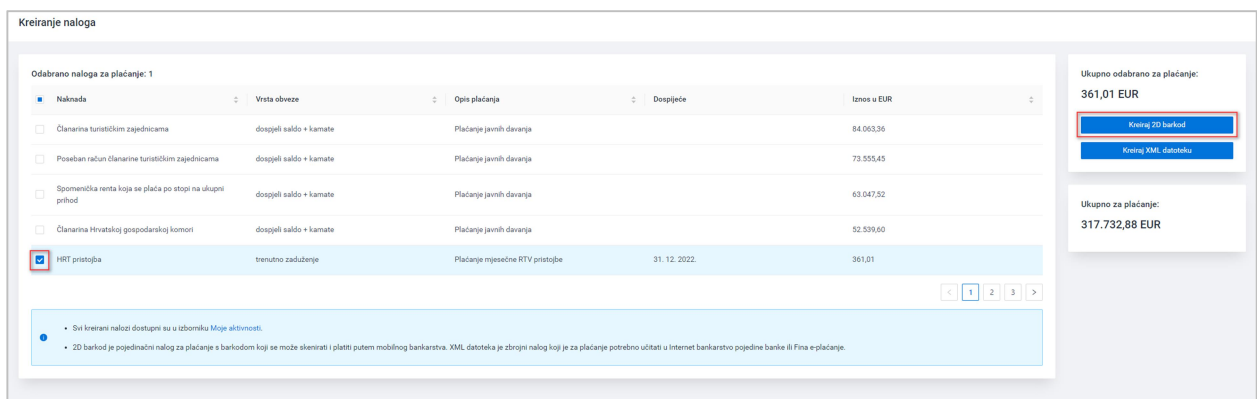 Kreiranje naloga
Odabrano naloga za plaćanje: 1
Naknada Vrsta obveze Opis plaćanja Dospijeće Iznos u EUR
Članarina turističkim zajednicama dospjeli saldo + kamate Plaćanje javnih davanja 84.063,36
Poseban račun članarine turističkim zajednicama dospjeli saldo + kamate Plaćanje javnih davanja 73.555,45
Spomenička renta koja se plaća po stopi na ukupni
prihod dospjeli saldo + kamate Plaćanje javnih davanja 63.047,52
Članarina Hrvatskoj gospodarskoj komori dospjeli saldo + kamate Plaćanje javnih davanja 52.539,60
HRT pristojba trenutno zaduženje Plaćanje mjesečne RTV pristojbe 31. 12. 2022. 361,01
< 1 2 3 >
• Svi kreirani nalozi dostupni su u izborniku Moje aktivnosti.
• 2D barkod je pojedinačni nalog za plaćanje s barkodom koji se može skenirati i platiti putem mobilnog bankarstva. XML datoteka je zbrojni nalog koji je za plaćanje potrebno učitati u Internet bankarstvo pojedine banke ili Fina e-plaćanje.
Ukupno odabrano za plaćanje:
361,01 EUR
Kreiraj 2D barkod
Kreiraj XML datoteku
Ukupno za plaćanje:
317.732,88 EUR